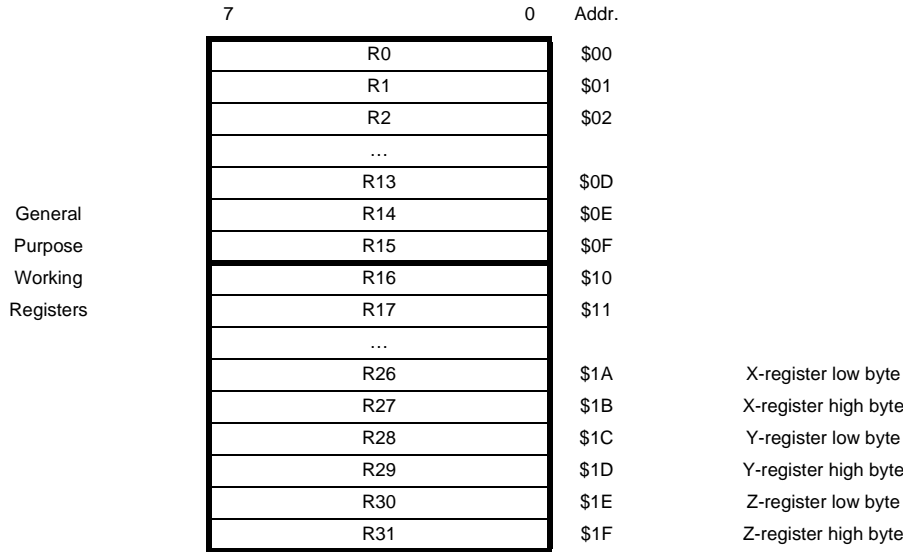 7 0 Addr.
R0 $00
R1 $01
R2 $02
…
R13 $0D
General R14 $0E
Purpose R15 $0F
Working R16 $10
Registers R17 $11
…
R26 $1A X-register low byte
R27 $1B X-register high byte
R28 $1C Y-register low byte
R29 $1D Y-register high byte
R30 $1E Z-register low byte
R31 $1F Z-register high byte